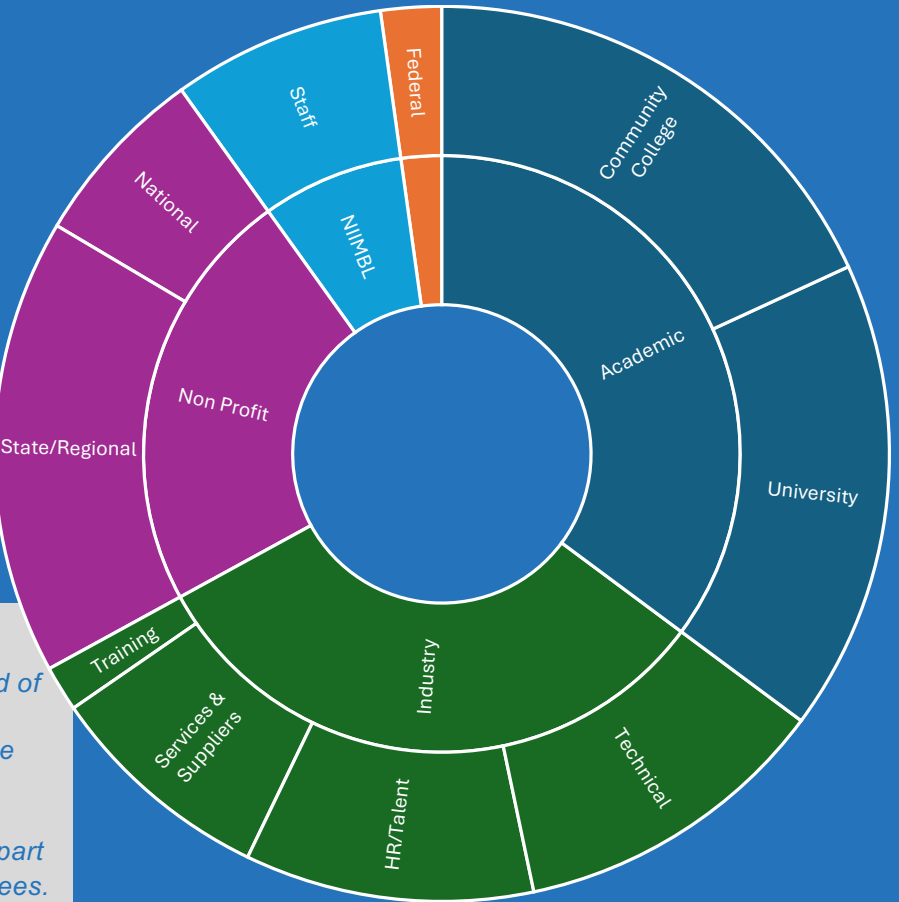 Federal
Community
College
Staff
National
NIIMBL
Academic
Non Profit
State/Regional
University
Industry
Training
Services &
Suppliers
Technical
HR/Talent
of
part